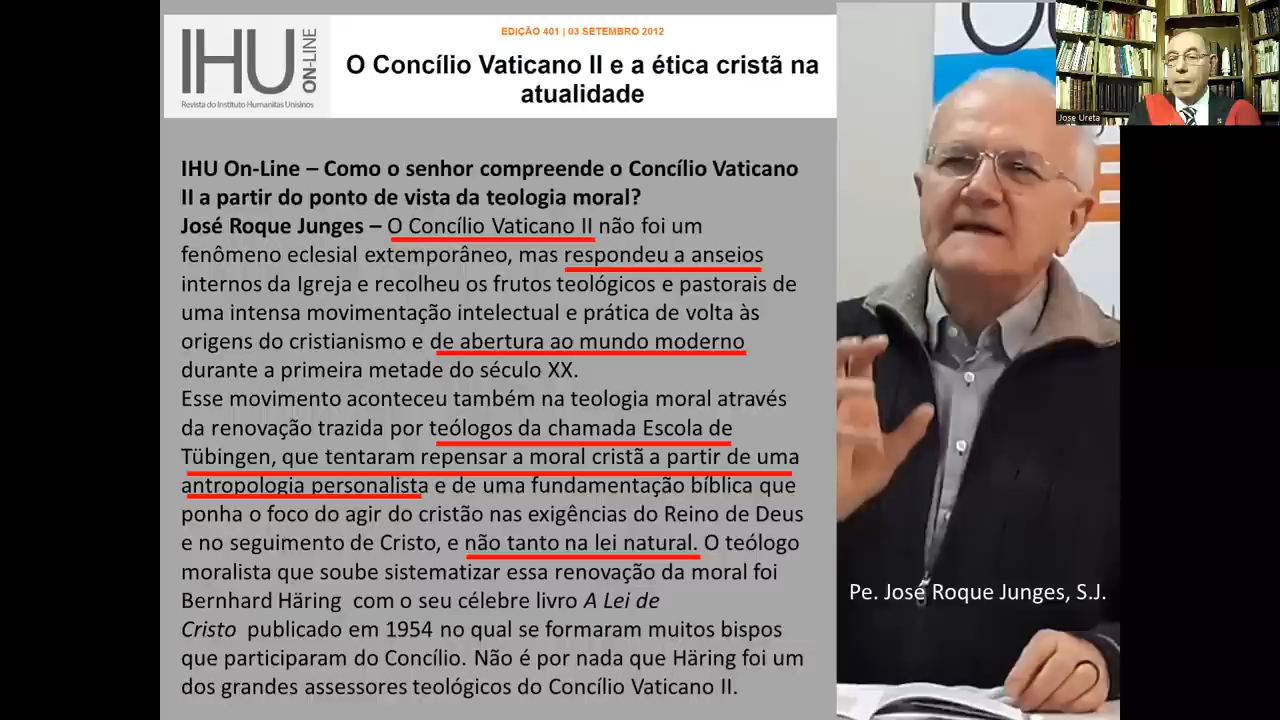 IHU
ON-LINE
Revista do Instituto Humanitas Unisinos
EDIÇÃO 401 | 03 SETEMBRO 2012
O Concílio Vaticano II e a ética cristã na
atualidade
IHU On-Line – Como o senhor compreende o Concílio Vaticano
II a partir do ponto de vista da teologia moral?
José Roque Junges – O Concílio Vaticano II não foi um
fenômeno eclesial extemporâneo, mas respondeu a anseios
internos da Igreja e recolheu os frutos teológicos e pastorais de
uma intensa movimentação intelectual e prática de volta às
origens do cristianismo e de abertura ao mundo moderno
durante a primeira metade do século XX.
Esse movimento aconteceu também na teologia moral através
da renovação trazida por teólogos da chamada Escola de
Tübingen, que tentaram repensar a moral cristã a partir de uma
antropologia personalista e de uma fundamentação bíblica que
ponha o foco do agir do cristão nas exigências do Reino de Deus
e no seguimento de Cristo, e não tanto na lei natural. O teólogo
moralista que soube sistematizar essa renovação da moral foi
Bernhard Häring com o seu célebre livro A Lei de
Cristo publicado em 1954 no qual se formaram muitos bispos
que participaram do Concílio. Não é por nada que Häring foi um
dos grandes assessores teológicos do Concílio Vaticano II.
Pe. José Roque Junges, S.J.
Jose Ureta